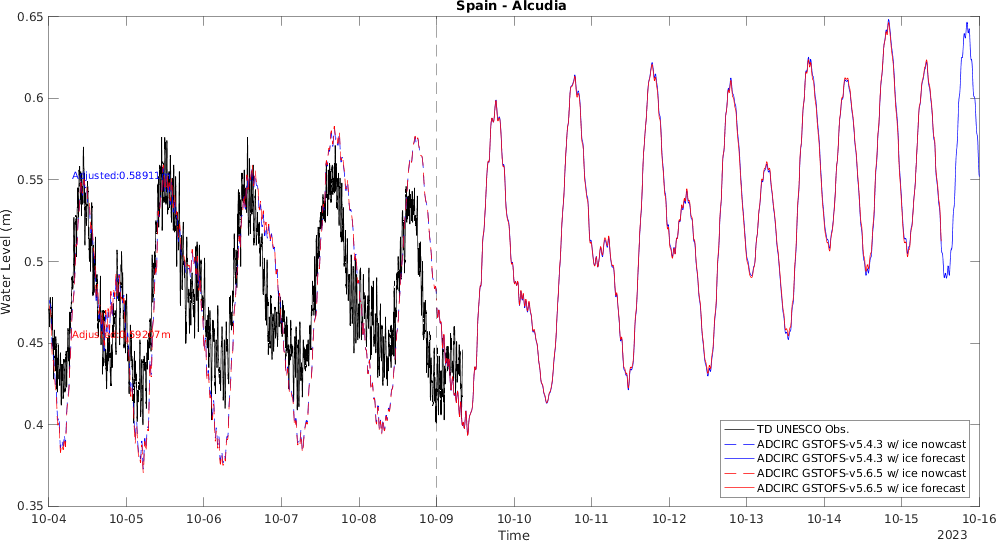 Spain - Alcudia
Water Level (m)
0.65
0.6
0.55
0.5
0.45
0.4
0.35
Adjusted:0.5891
10-04
10-05
10-06
10-07
10-08
10-09
10-10
10-11
10-12
10-13
10-14
10-15
10-16
Time
2023
TD UNESCO Obs.
ADCIRC GSTOFS-v5.4.3 w/ ice nowcast
ADCIRC GSTOFS-v5.4.3 w/ ice forecast
ADCIRC GSTOFS-v5.6.5 w/ ice nowcast
ADCIRC GSTOFS-v5.6.5 w/ ice forecast